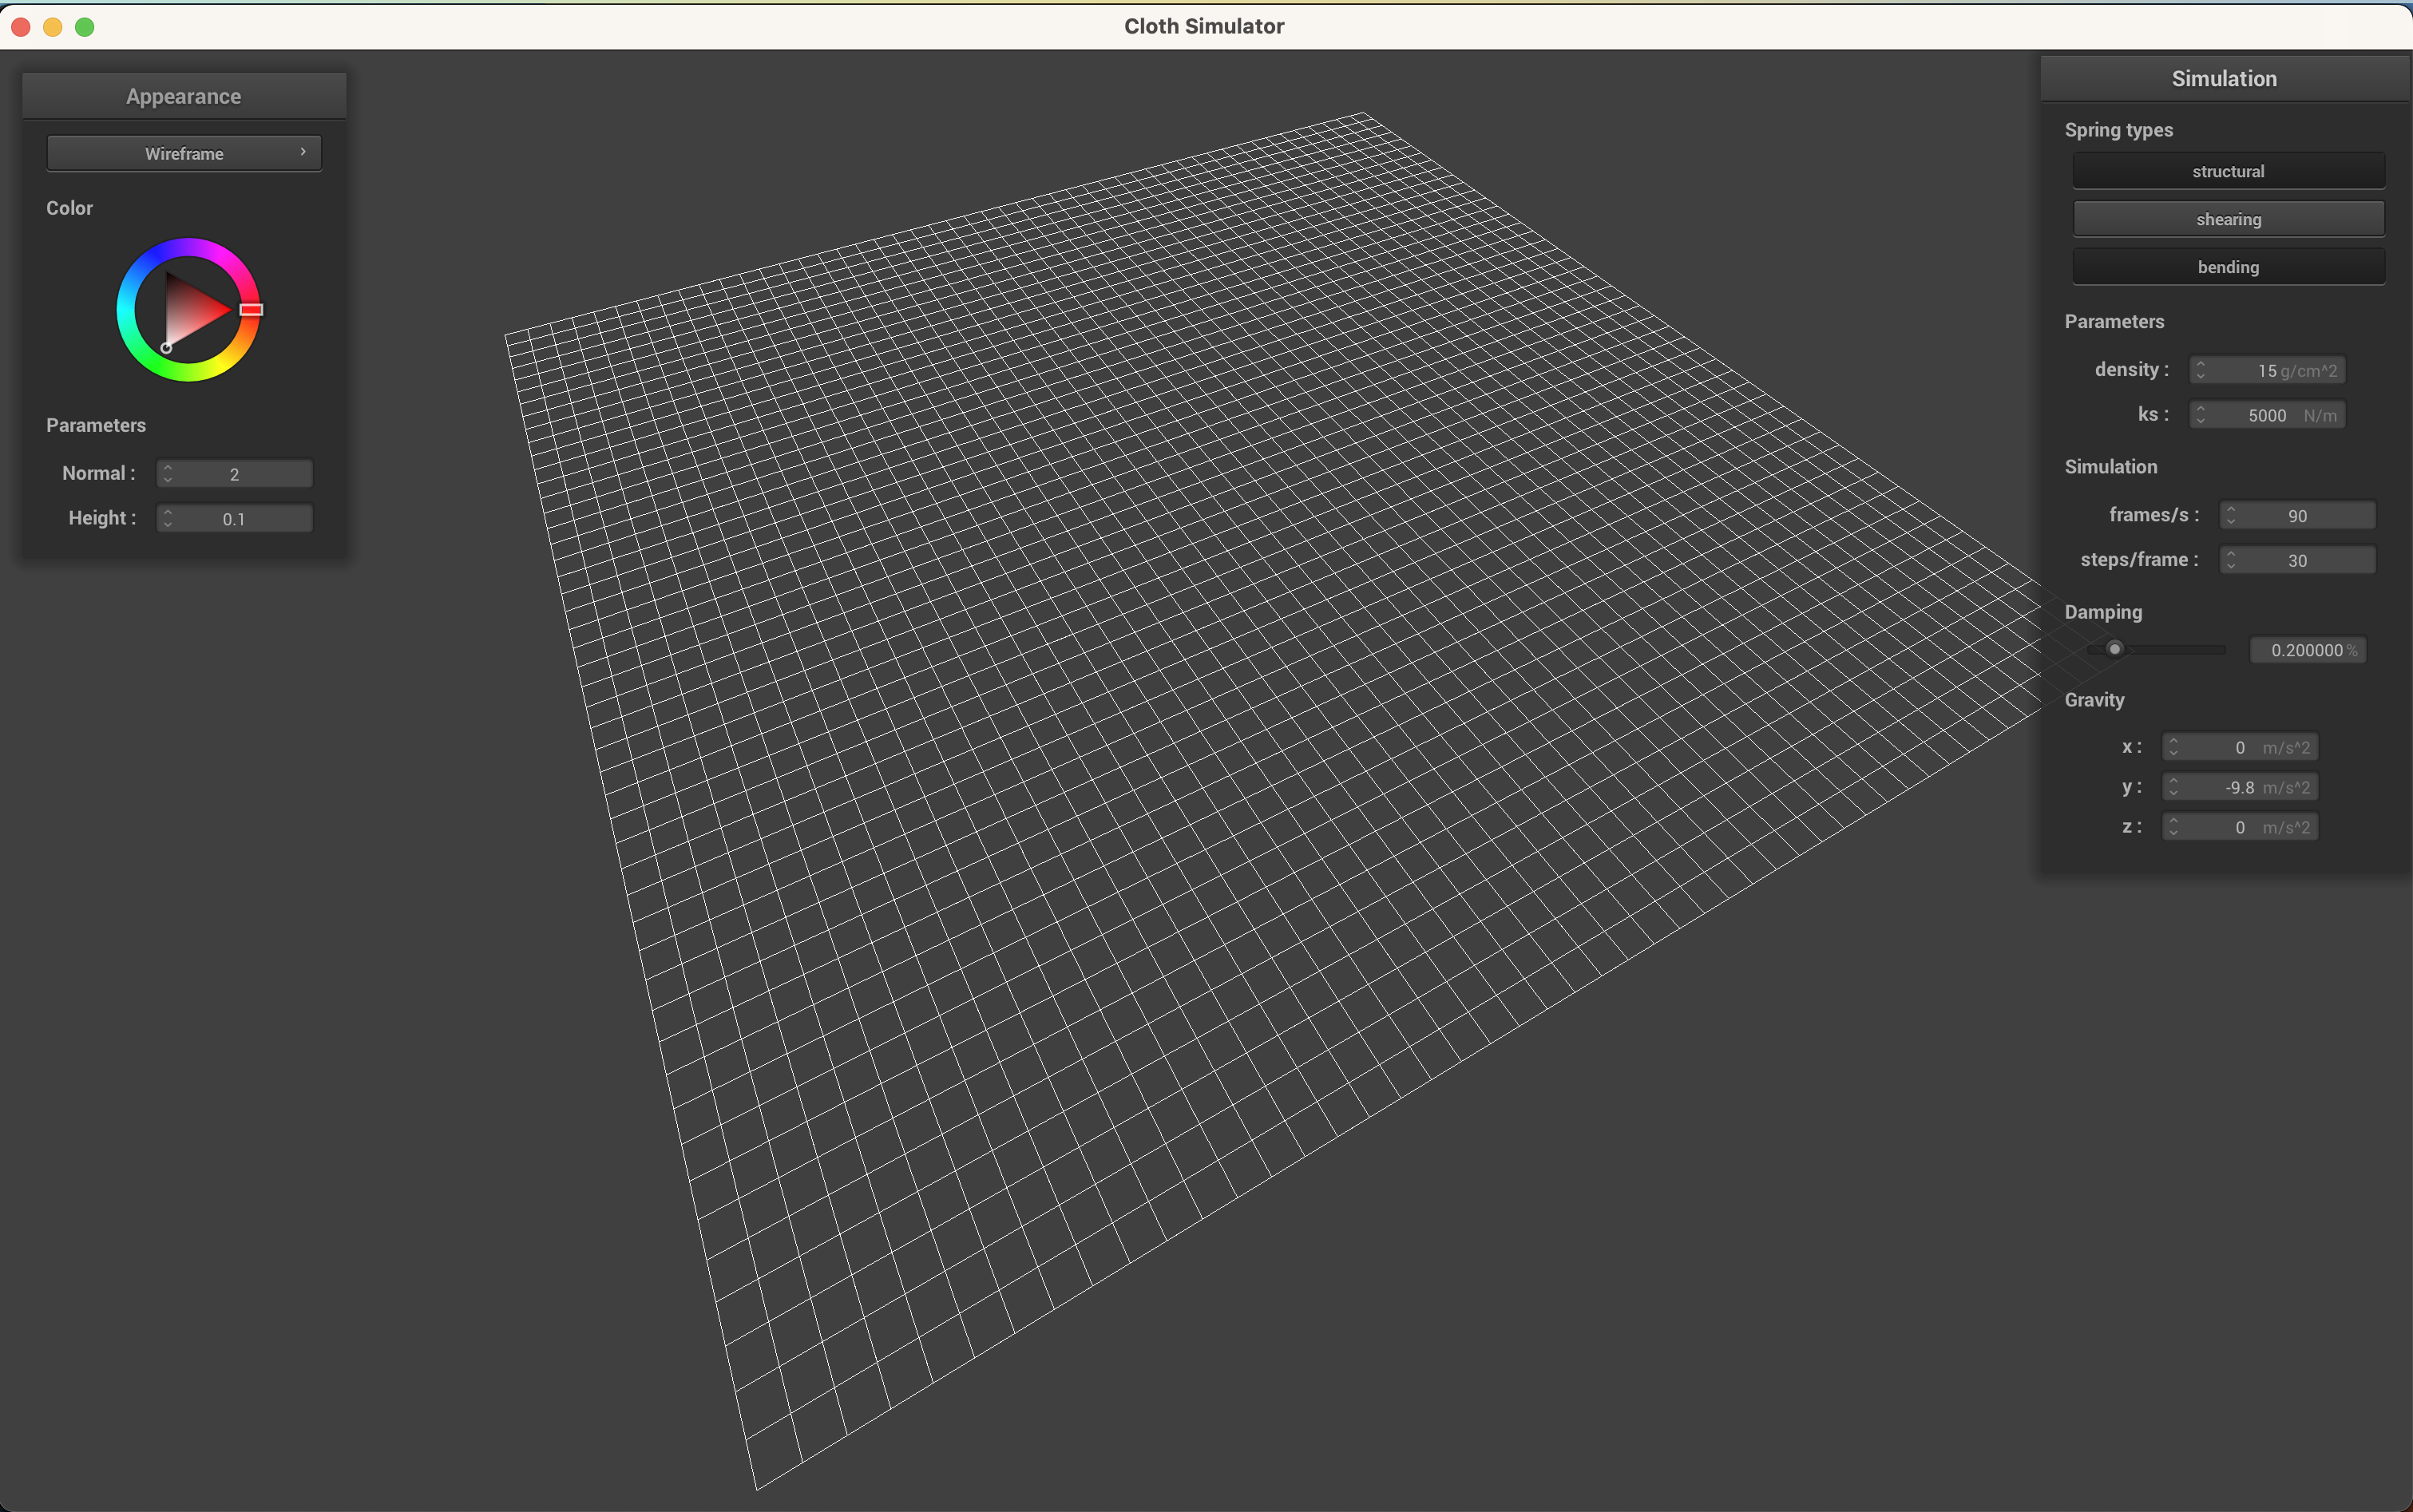 Cloth Simulator
Appearance
Wireframe
Color
Parameters
Normal : 2
Height : 0.1
Simulation
Spring types
structural
shearing
bending
Parameters
density : 15 g/cm^2
ks : 5000 N/m
Simulation
frames/s : 90
steps/frame : 30
Damping
0.200000 %
Gravity
x : 0 m/s^2
y : -9.8 m/s^2
z : 0 m/s^2